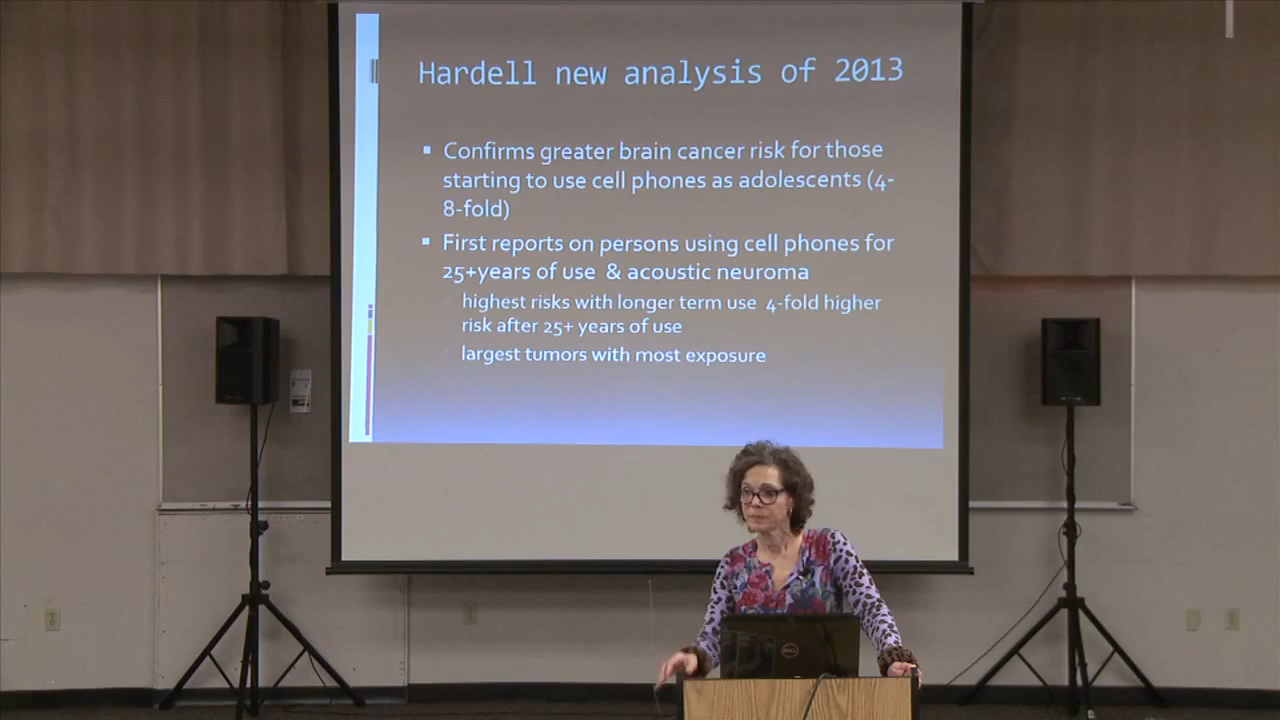 Hardell new analysis of 2013
▪ Confirms greater brain cancer risk for those
starting to use cell phones as adolescents (4-
8-fold)
▪ First reports on persons using cell phones for
25+years of use & acoustic neuroma
highest risks with longer term use 4-fold higher
risk after 25+ years of use
largest tumors with most exposure
DELL